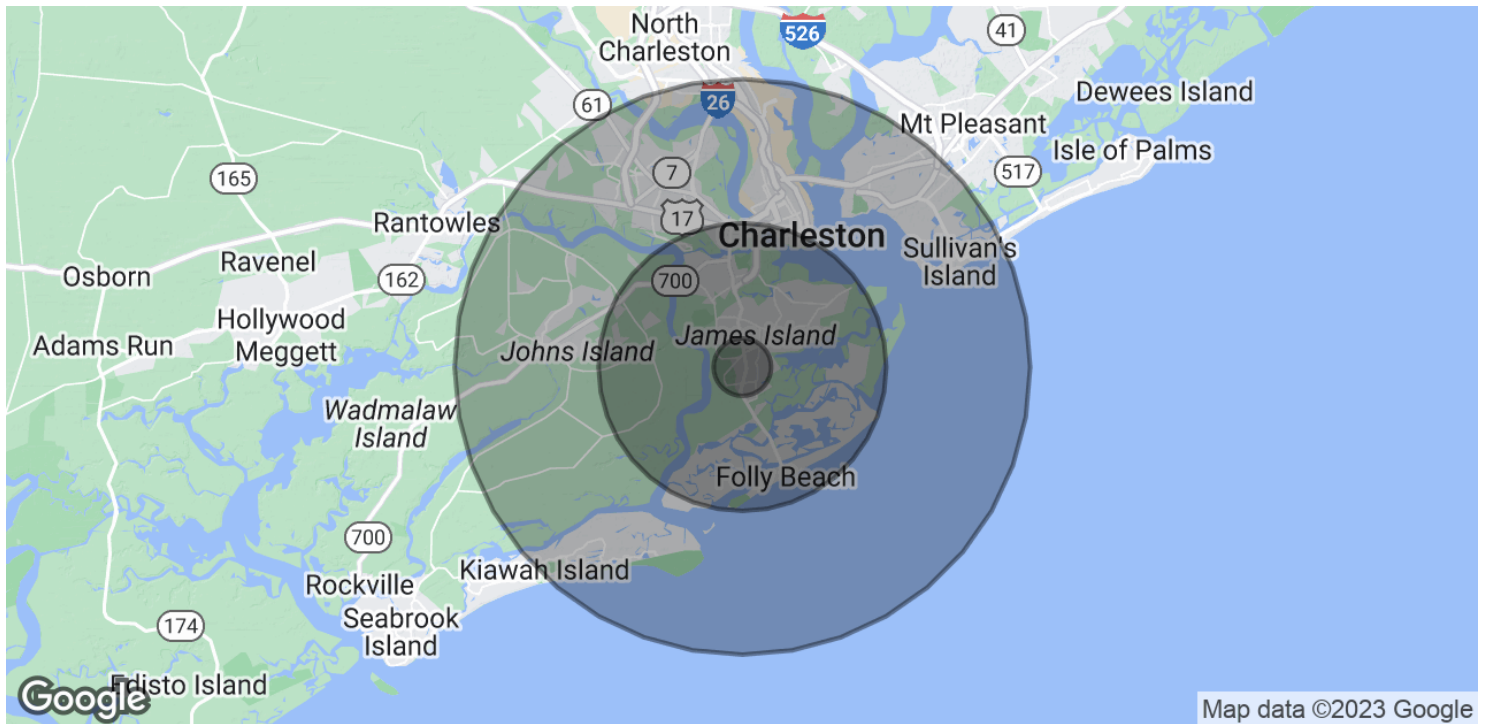 North
Charleston
526
41
Dewees Island
61
26
Mt Pleasant
Isle of Palms
7
517
165
17
Rantowles
Charleston
Sullivan's
Island
Ravenel
Osborn
162
700
Hollywood
Meggett
James Island
Adams Run
Johns Island
Wadmalaw
Island
Folly Beach
700
Kiawah Island
Rockville
Seabrook
Island
174
Edisto Island
Google
Map data ©2023 Google